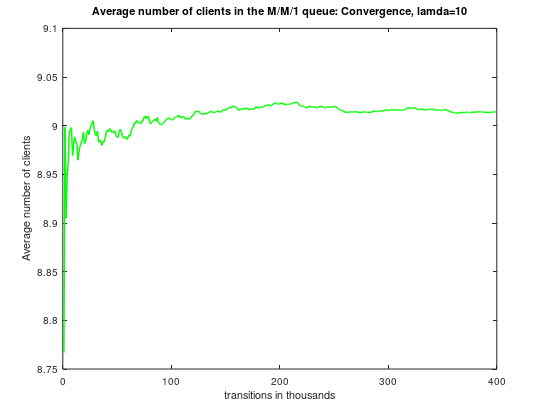 Average number of clients in the M/M/1 queue: Convergence, lamda=10
9.1
9.05
9
8.95
8.9
8.85
8.8
8.75
Average number of clients
0 100 200 300 400
transitions in thousands